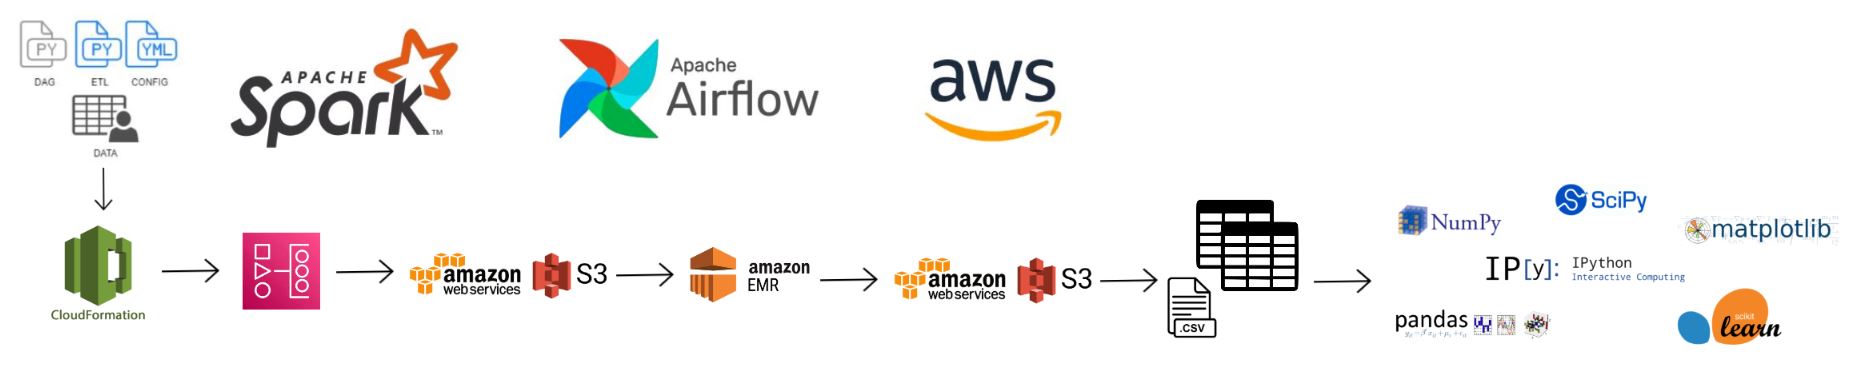 PY
PY
YML
DAG
ETL
CONFIG
DATA
APACHE
Spark
TM
Apache
Airflow
aws
CloudFormation
amazon
webservices
S3
amazon
EMR
amazon
webservices
S3
.CSV
NumPy
SciPy
matplotlib
IP[y]:
IPython
Interactive Computing
pandas
scikit
learn